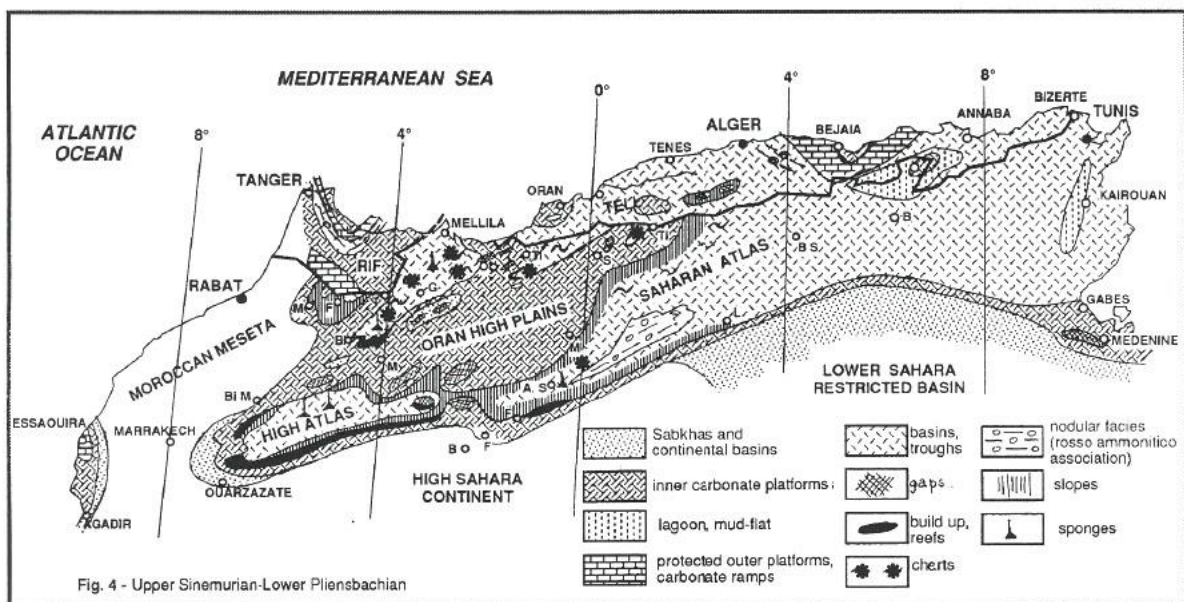 MEDITERRANEAN SEA
ATLANTIC
OCEAN
8°
4°
0°
4°
8°
TANGER
MELLILA
ORAN
TENES
ALGER
BEJAIA
ANNABA
BIZERTE
TUNIS
TELL
KAIROUAN
RIF
RABAT
M
F
G
Bi
M
TI
S
TI
B S
B
SAHARAN ATLAS
ORAN HIGH PLAINS
MOROCCAN MESETA
M
A. S
GABES
MEDENINE
LOWER SAHARA
RESTRICTED BASIN
Bi M
ESSAOUIRA
MARRAKECH
HIGH ATLAS
B
F
OUARZAZATE
HIGH SAHARA
CONTINENT
AGADIR
Sabkhas and
continental basins
inner carbonate platforms
lagoon, mud-flat
protected outer platforms,
carbonate ramps
basins,
troughs
gaps
build up,
reefs
cherts
nodular facies
(rosso ammonitico
association)
slopes
sponges
Fig. 4 - Upper Sinemurian-Lower Pliensbachian